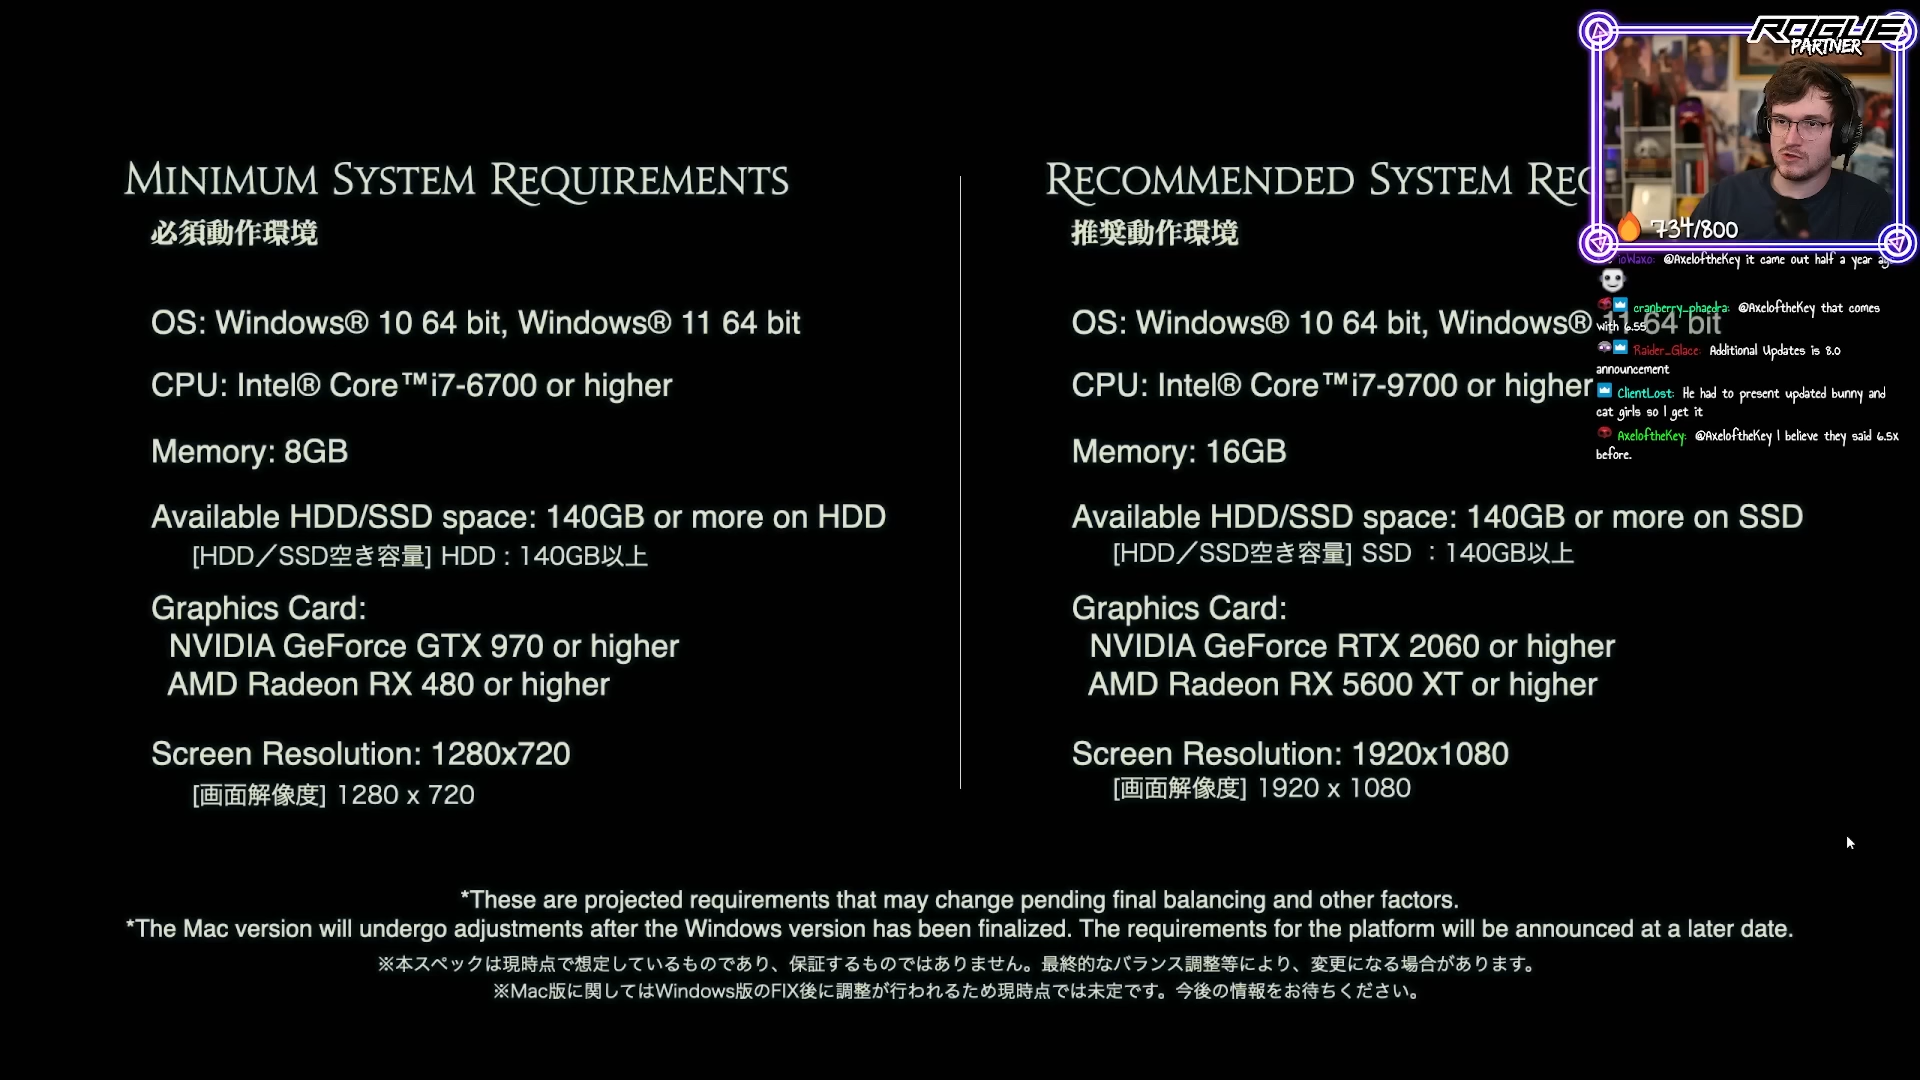 ROGUE
PARTNER
734/800
MINIMUM SYSTEM REQUIREMENTS
必須動作環境
OS: Windows® 10 64 bit, Windows® 11 64 bit
CPU: Intel® Core™i7-6700 or higher
Memory: 8GB
Available HDD/SSD space: 140GB or more on HDD
[HDD／SSD空き容量] HDD : 140GB以上
Graphics Card:
NVIDIA GeForce GTX 970 or higher
AMD Radeon RX 480 or higher
Screen Resolution: 1280x720
[画面解像度] 1280 x 720
RECOMMENDED SYSTEM
推奨動作環境
OS: Windows® 10 64 bit, Windows® 11 64 bit
CPU: Intel® Core™i7-9700 or higher
Memory: 16GB
Available HDD/SSD space: 140GB or more on SSD
[HDD／SSD空き容量] SSD ：140GB以上
Graphics Card:
NVIDIA GeForce RTX 2060 or higher
AMD Radeon RX 5600 XT or higher
Screen Resolution: 1920x1080
[画面解像度] 1920 x 1080
ioWaxo: @AxeloftheKey it came out half a year
cranberry_phaedra: @AxeloftheKey that comes
with 6.55
Raider_Glace: Additional Updates is 8.0
announcement
ClientLost: He had to present updated bunny and
cat girls so I get it
AxeloftheKey: @AxeloftheKey I believe they said 6.5x
before.
*These are projected requirements that may change pending final balancing and other factors.
*The Mac version will undergo adjustments after the Windows version has been finalized. The requirements for the platform will be announced at a later date.
※本スペックは現時点で想定しているものであり、保証するものではありません。最終的なバランス調整等により、変更になる場合があります。
※Mac版に関してはWindows版のFIX後に調整が行われるため現時点では未定です。今後の情報をお待ちください。